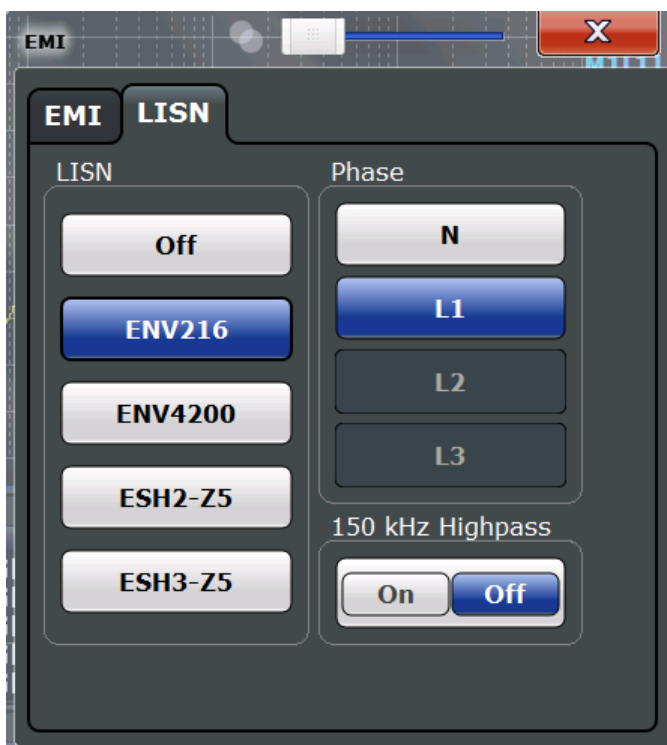 EMI
X
EMI LISN
LISN
Off
ENV216
ENV4200
ESH2-Z5
ESH3-Z5
Phase
N
L1
L2
L3
150 kHz Highpass
On Off